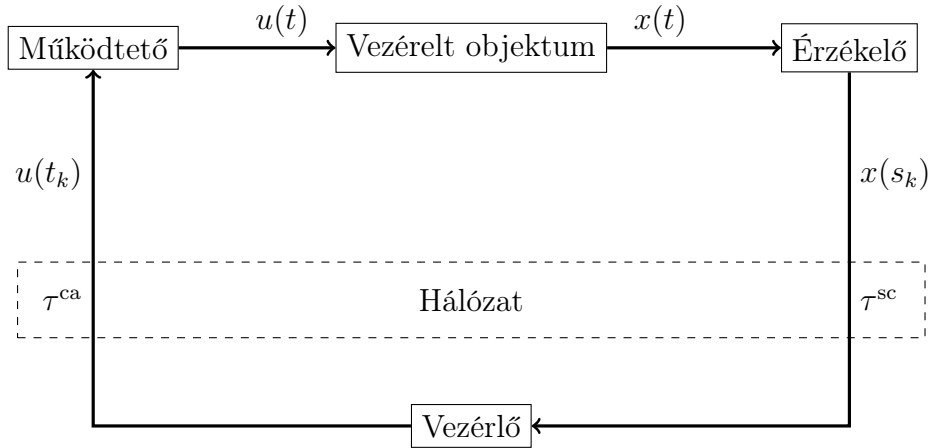 u(t) x(t)
Működtető Vezérelt objektum Érzékelő
u(t_k) x(s_k)
τ^ca Hálózat τ^sc
Vezérlő